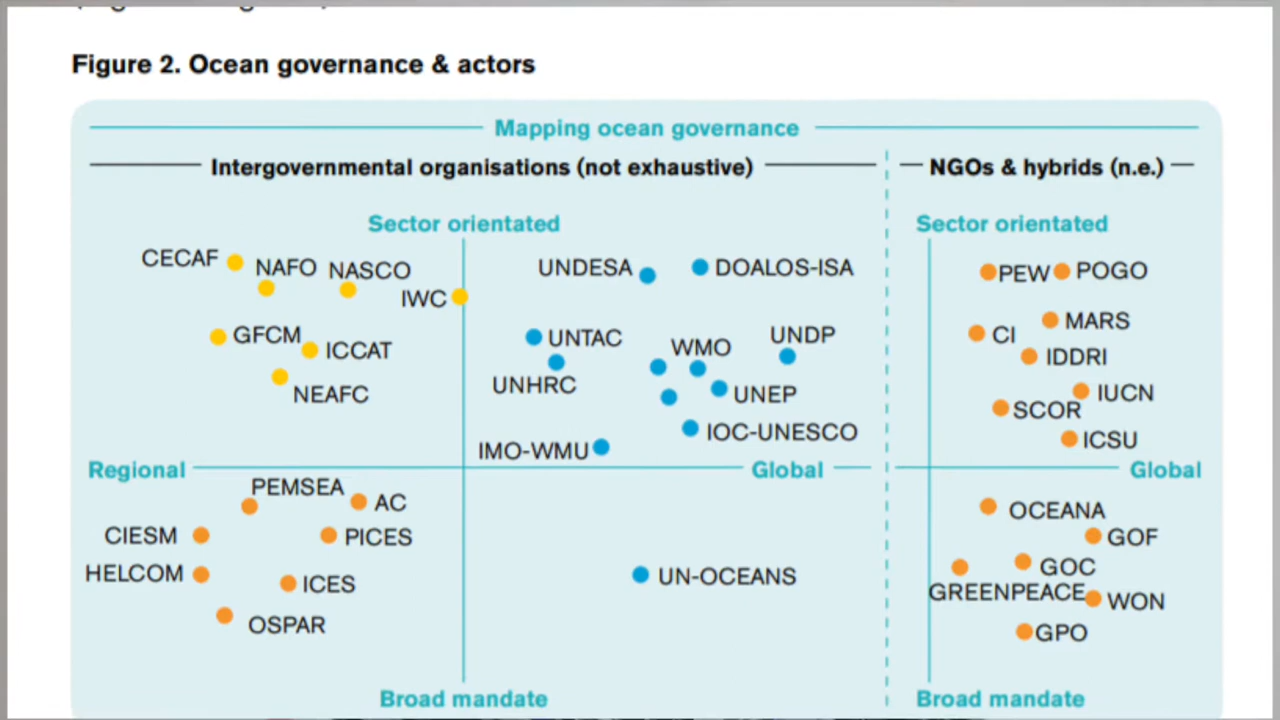 Figure 2. Ocean governance & actors
Mapping ocean governance
Intergovernmental organisations (not exhaustive)
NGOs & hybrids (n.e.)
Sector orientated
Sector orientated
CECAF
NAFO
NASCO
IWC
GFCM
ICCAT
NEAFC
UNDESA
DOALOS-ISA
UNTAC
UNHRC
WMO
UNDP
UNEP
IOC-UNESCO
IMO-WMU
PEW
POGO
MARS
CI
IDDRI
IUCN
SCOR
ICSU
Regional
Global
Global
PEMSEA
AC
CIESM
PICES
HELCOM
ICES
OSPAR
UN-OCEANS
OCEANA
GOF
GOC
GREENPEACE
WON
GPO
Broad mandate
Broad mandate